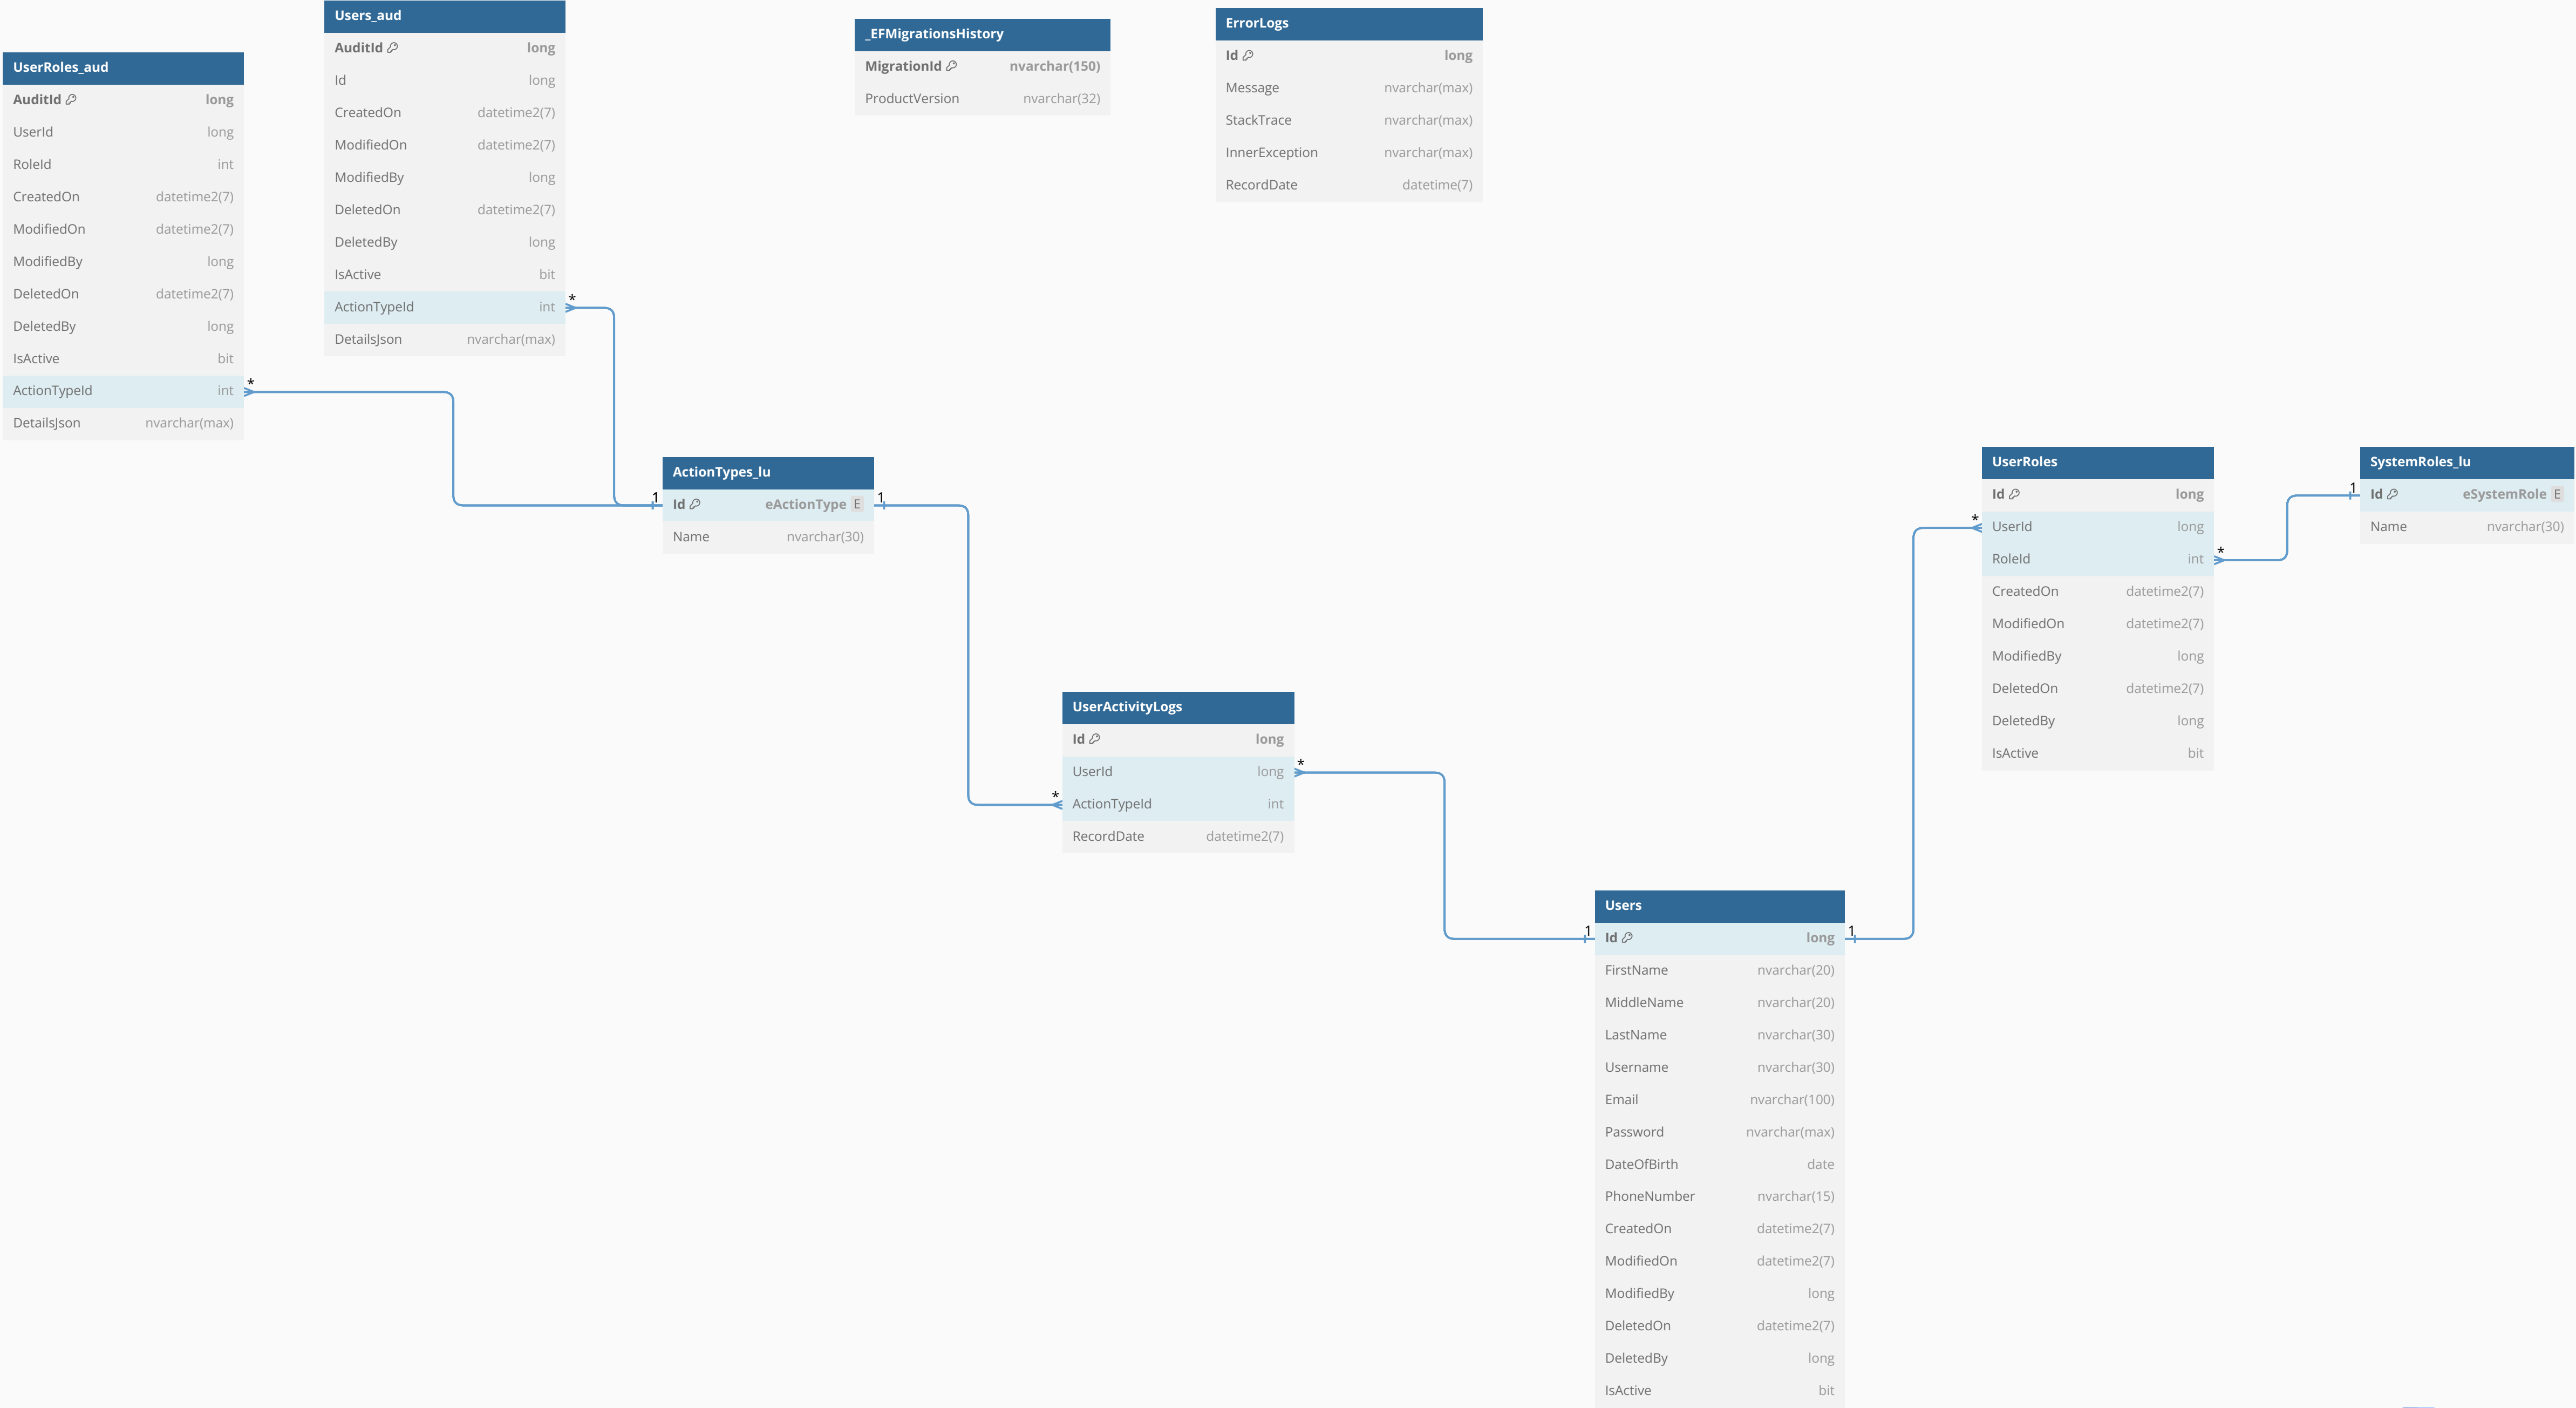 UserRoles_aud
AuditId long
UserId long
RoleId int
CreatedOn datetime2(7)
ModifiedOn datetime2(7)
ModifiedBy long
DeletedOn datetime2(7)
DeletedBy long
IsActive bit
ActionTypeId int
*
DetailsJson nvarchar(max)
Users_aud
AuditId long
Id long
CreatedOn datetime2(7)
ModifiedOn datetime2(7)
ModifiedBy long
DeletedOn datetime2(7)
DeletedBy long
IsActive bit
ActionTypeId int
*
DetailsJson nvarchar(max)
_EFMigrationsHistory
MigrationId nvarchar(150)
ProductVersion nvarchar(32)
ErrorLogs
Id long
Message nvarchar(max)
StackTrace nvarchar(max)
InnerException nvarchar(max)
RecordDate datetime(7)
ActionTypes_lu
1
Id eActionType E
1
Name nvarchar(30)
UserActivityLogs
Id long
UserId long
*
*
ActionTypeId int
RecordDate datetime2(7)
Users
1
Id long
1
FirstName nvarchar(20)
MiddleName nvarchar(20)
LastName nvarchar(30)
Username nvarchar(30)
Email nvarchar(100)
Password nvarchar(max)
DateOfBirth date
PhoneNumber nvarchar(15)
CreatedOn datetime2(7)
ModifiedOn datetime2(7)
ModifiedBy long
DeletedOn datetime2(7)
DeletedBy long
IsActive bit
UserRoles
Id long
*
UserId long
RoleId int
*
CreatedOn datetime2(7)
ModifiedOn datetime2(7)
ModifiedBy long
DeletedOn datetime2(7)
DeletedBy long
IsActive bit
SystemRoles_lu
1
Id eSystemRole E
Name nvarchar(30)